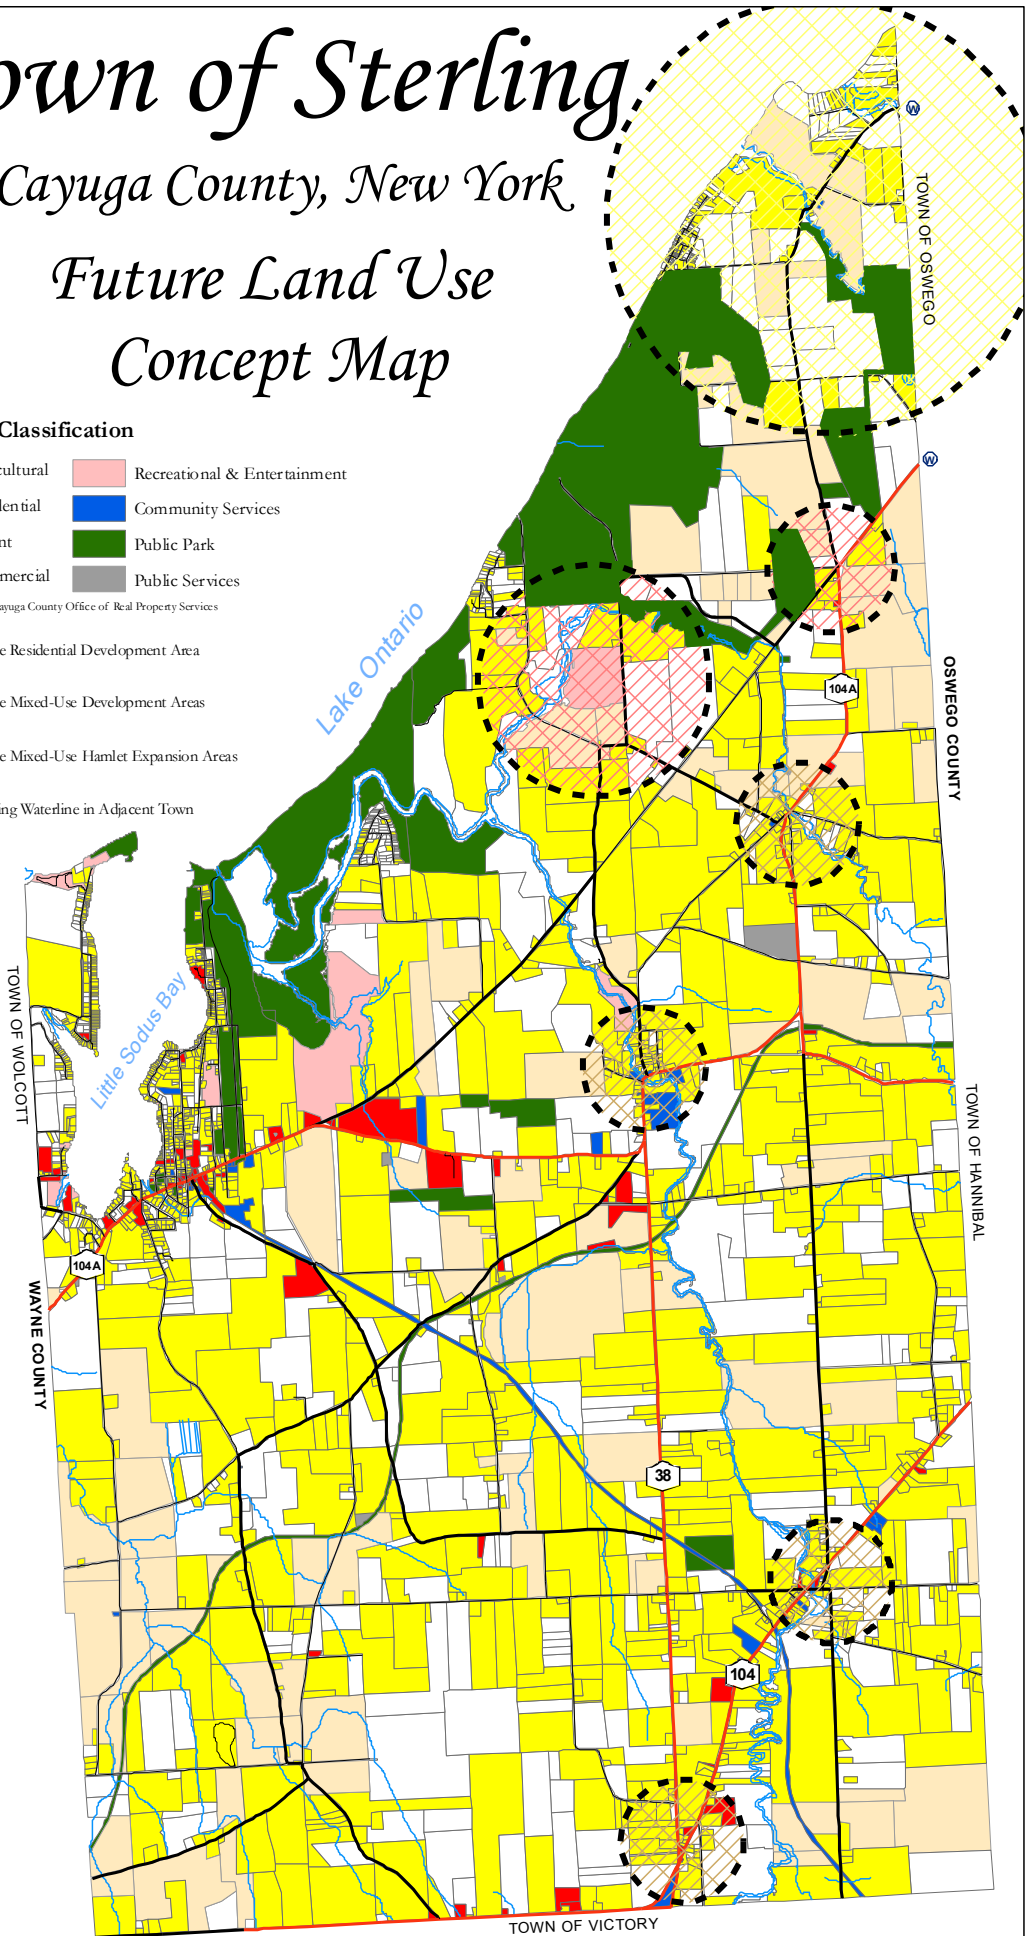 own of Sterling
Cayuga County, New York
Future Land Use
Concept Map
Classification
cultural
Recreational & Entertainment
dential
Community Services
nt
Public Park
mercial
Public Services
ayuga County Office of Real Property Services
e Residential Development Area
e Mixed-Use Development Areas
e Mixed-Use Hamlet Expansion Areas
ing Waterline in Adjacent Town
W
TOWN OF OSWEGO
W
Lake Ontario
104A
OSWEGO COUNTY
TOWN OF WOLCOTT
Little Sodus Bay
TOWN OF HANNIBAL
104A
WAYNE COUNTY
38
104
TOWN OF VICTORY